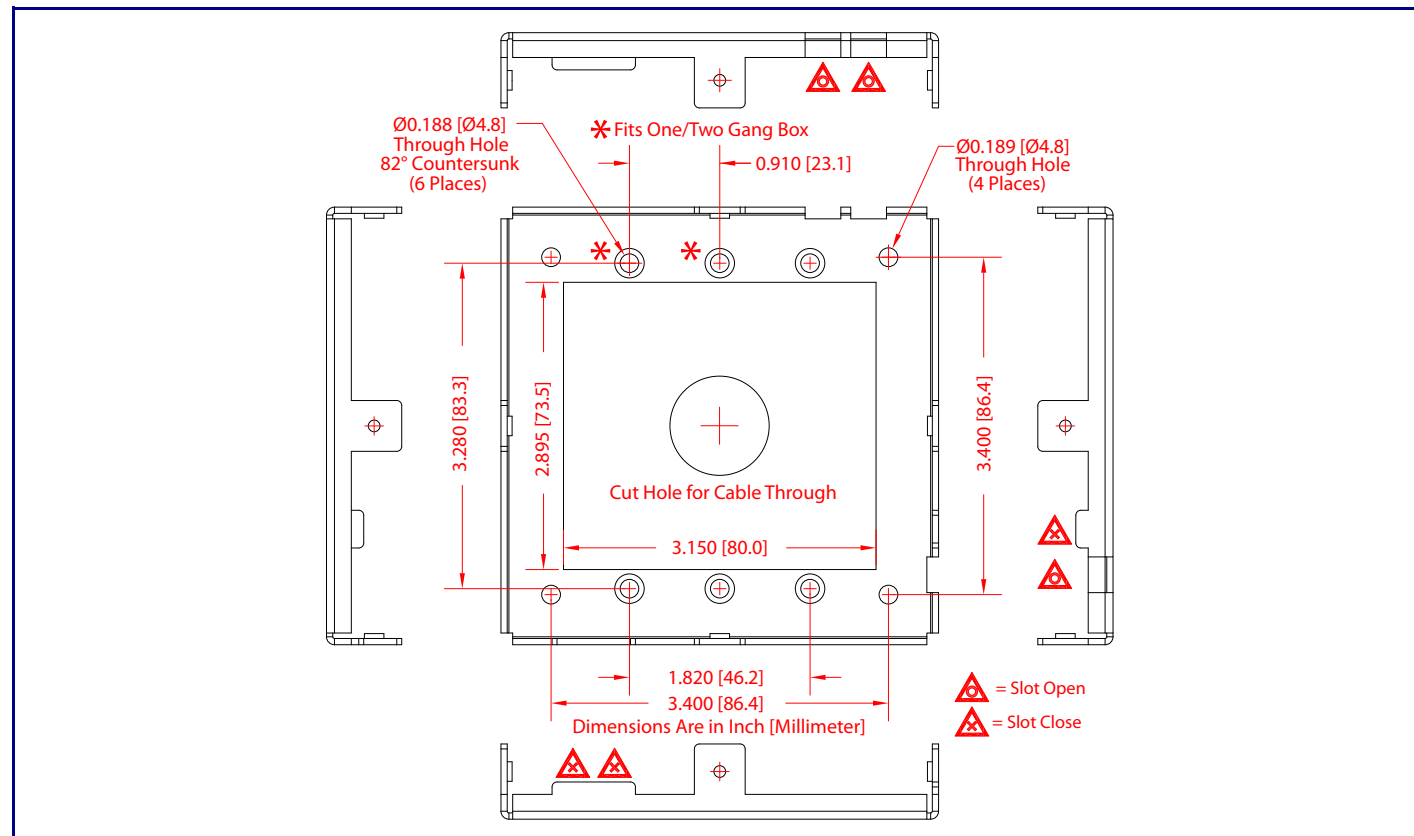 Ø0.188 [Ø4.8]
Through Hole
82° Countersunk
(6 Places)
* Fits One/Two Gang Box
0.910 [23.1]
Ø0.189 [Ø4.8]
Through Hole
(4 Places)
* *
3.280 [83.3]
2.895 [73.5]
3.400 [86.4]
Cut Hole for Cable Through
3.150 [80.0]
1.820 [46.2]
3.400 [86.4]
Dimensions Are in Inch [Millimeter]
= Slot Open
= Slot Close